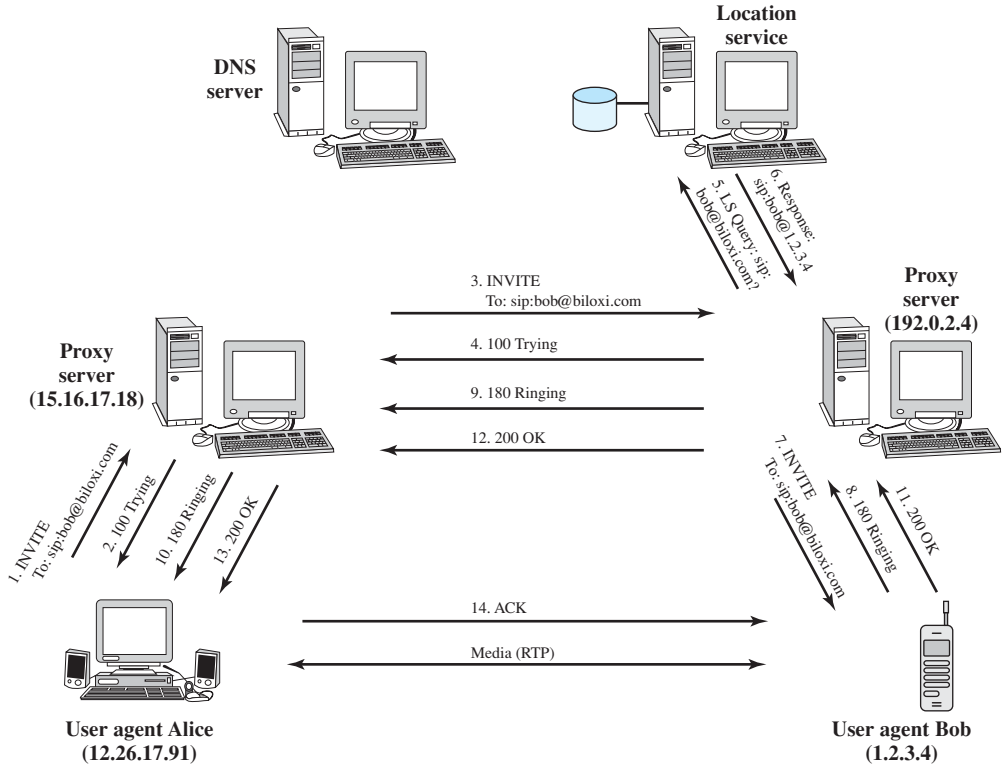 Location
service
DNS
server
5. LS Query: sip:
bob@biloxi.com?
6. Response:
sip:bob@1.2.3.4
3. INVITE
To: sip:bob@biloxi.com
Proxy
server
(192.0.2.4)
4. 100 Trying
Proxy
server
(15.16.17.18)
9. 180 Ringing
12. 200 OK
1. INVITE
To: sip:bob@biloxi.com
2. 100 Trying
10. 180 Ringing
13. 200 OK
7. INVITE
To: sip:bob@biloxi.com
8. 180 Ringing
11. 200 OK
14. ACK
Media (RTP)
User agent Alice
(12.26.17.91)
User agent Bob
(1.2.3.4)